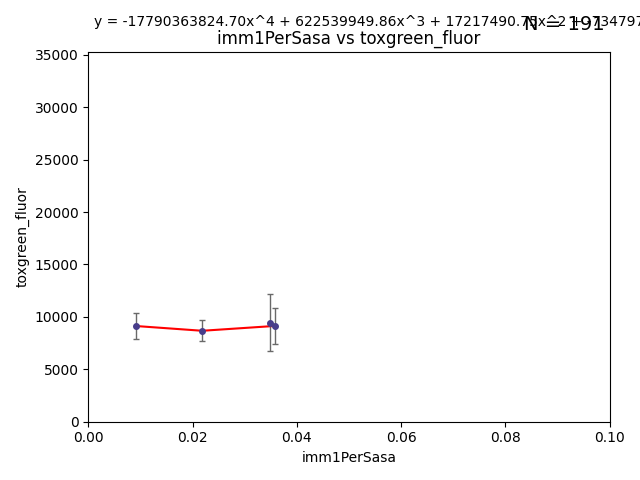 y = -17790363824.70x^4 + 622539949.86x^3 + 17217490.
N = 191
imm1PerSasa vs toxgreen_fluor
35000
30000
25000
20000
15000
10000
5000
0
toxgreen_fluor
0.00 0.02 0.04 0.06 0.08 0.10
imm1PerSasa